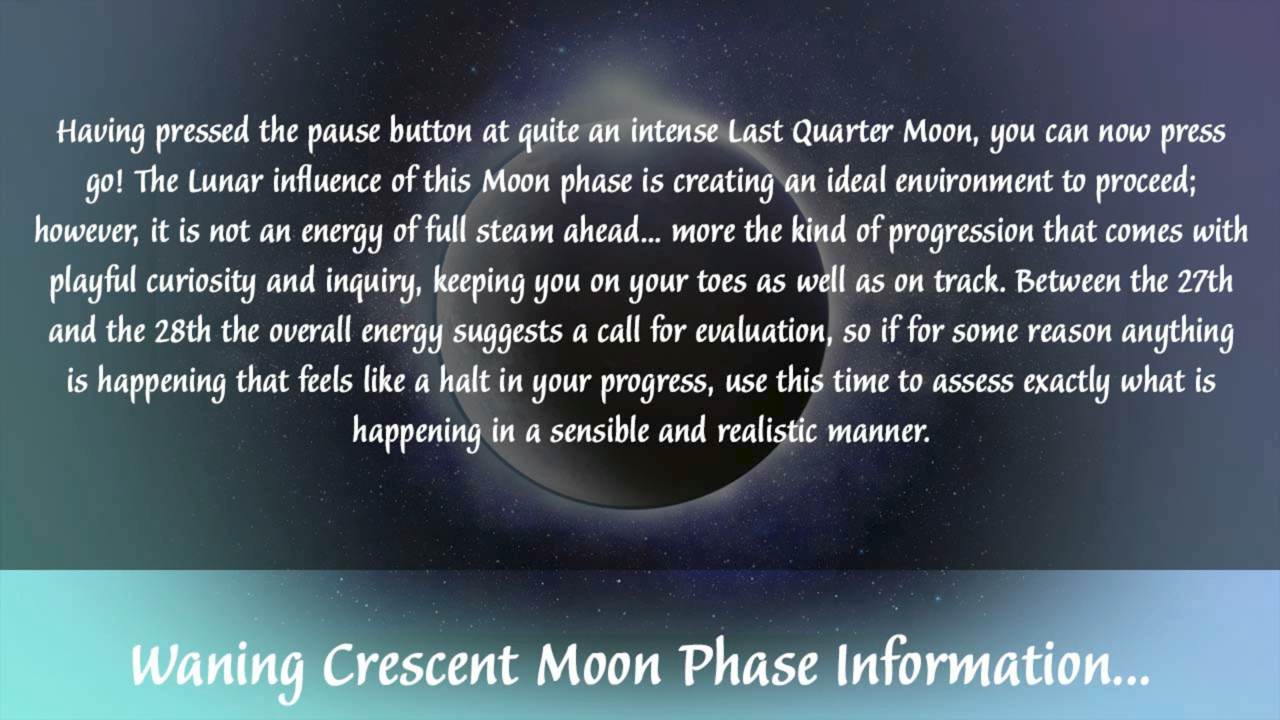 Having pressed the pause button at quite an intense Last Quarter Moon, you can now press
go! The Lunar influence of this Moon phase is creating an ideal environment to proceed;
however, it is not an energy of full steam ahead... more the kind of progression that comes with
playful curiosity and inquiry, keeping you on your toes as well as on track. Between the 27th
and the 28th the overall energy suggests a call for evaluation, so if for some reason anything
is happening that feels like a halt in your progress, use this time to assess exactly what is
happening in a sensible and realistic manner.
Waning Crescent Moon Phase Information...